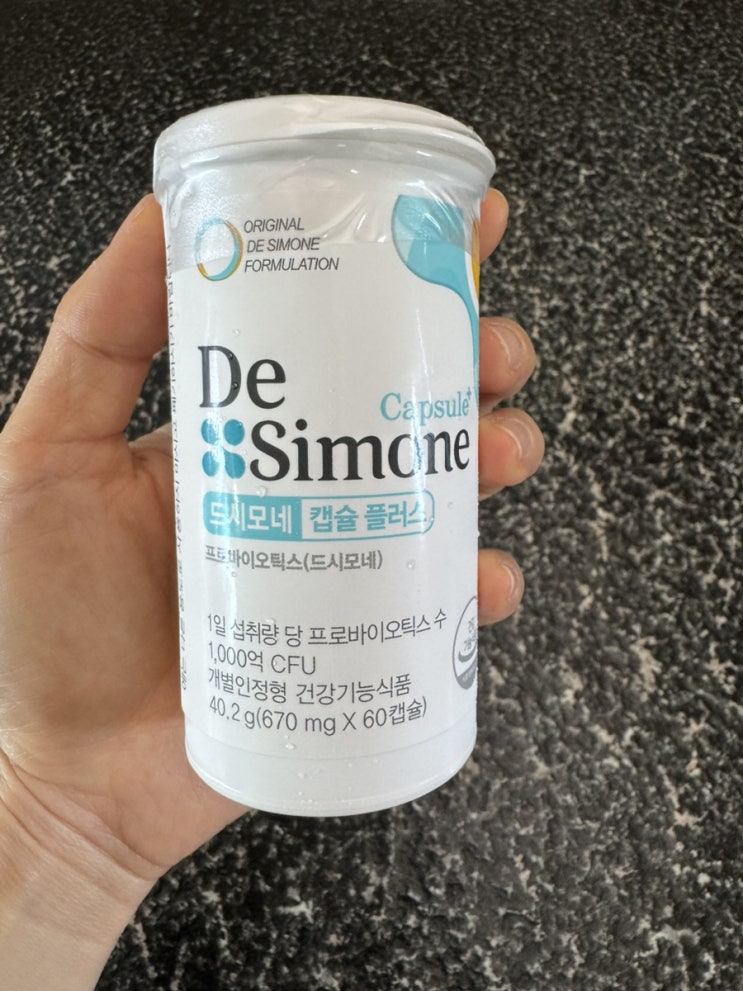 ORIGINAL
DE SIMONE
FORMULATION
De
Capsule+
Simone
드시모네 캡슐 플러스
프로바이오틱스(드시모네)
1일 섭취량 당 프로바이오틱스 수
1,000억 CFU
개별인정형 건강기능식품
40.2 g(670 mg X 60캡슐)